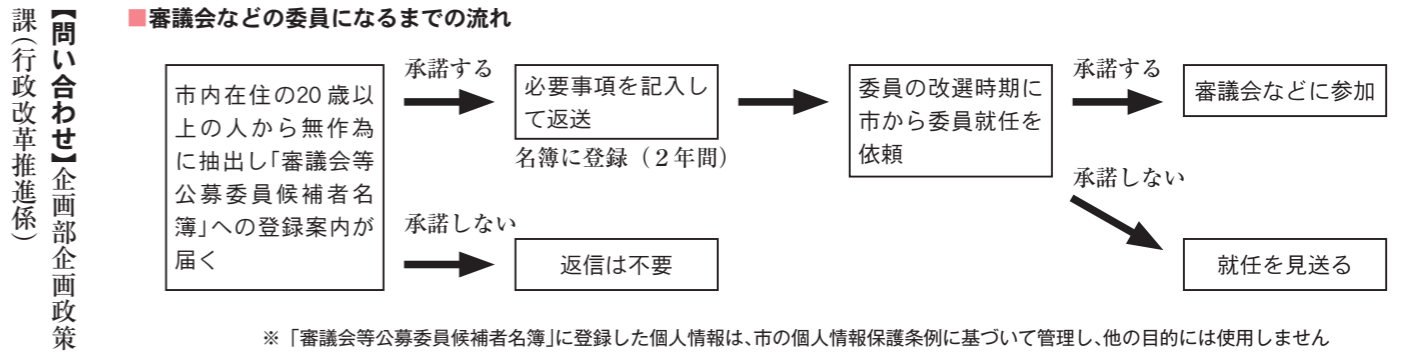 ■審議会などの委員になるまでの流れ
市内在住の20歳以
上の人から無作為
に抽出し「審議会等
公募委員候補者名
簿」への登録案内が
届く
承諾する
必要事項を記入し
て返送
名簿に登録（２年間）
承諾しない
返信は不要
委員の改選時期に
市から委員就任を
依頼
承諾する
審議会などに参加
承諾しない
就任を見送る
※「審議会等公募委員候補者名簿」に登録した個人情報は、市の個人情報保護条例に基づいて管理し、他の目的には使用しません
【問い合わせ】企画部企画政策
課（行政改革推進係）